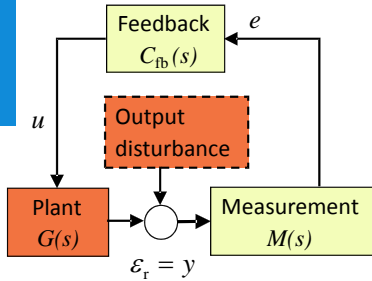 Feedback
C_fb(s)
e
u
Output
disturbance
Plant
G(s)
Measurement
M(s)
ε_r = y